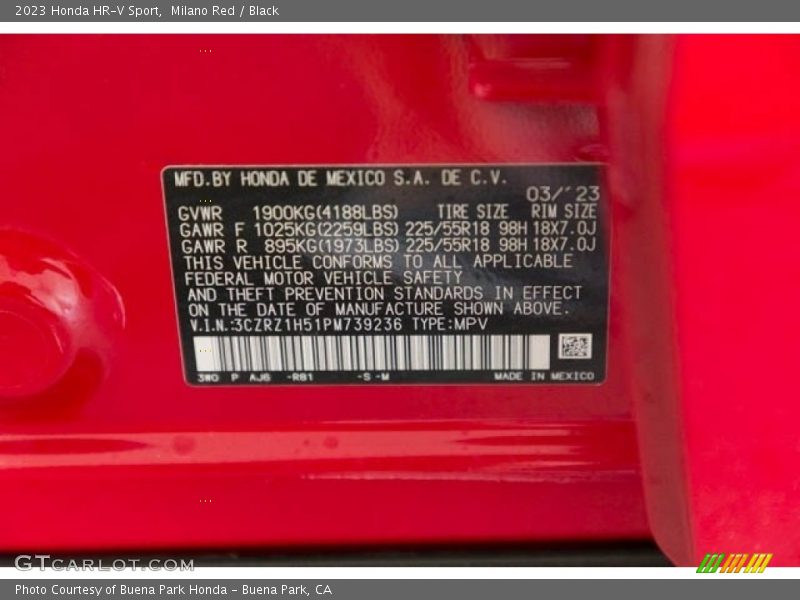 2023 Honda HR-V Sport,  Milano Red / Black
MFD.BY HONDA DE MEXICO S.A. DE C.V.
03/'23
GVWR 1900KG(4188LBS) TIRE SIZE RIM SIZE
GAWR F 1025KG(2259LBS) 225/55R18 98H 18X7.0J
GAWR R 895KG(1973LBS) 225/55R18 98H 18X7.0J
THIS VEHICLE CONFORMS TO ALL APPLICABLE
FEDERAL MOTOR VEHICLE SAFETY
AND THEFT PREVENTION STANDARDS IN EFFECT
ON THE DATE OF MANUFACTURE SHOWN ABOVE.
V.I.N.:3CZRZ1H51PM739236 TYPE:MPV
3W0 P AJ6 -R81 -S -M MADE IN MEXICO
GTCARLOT.COM
Photo Courtesy of Buena Park Honda - Buena Park, CA